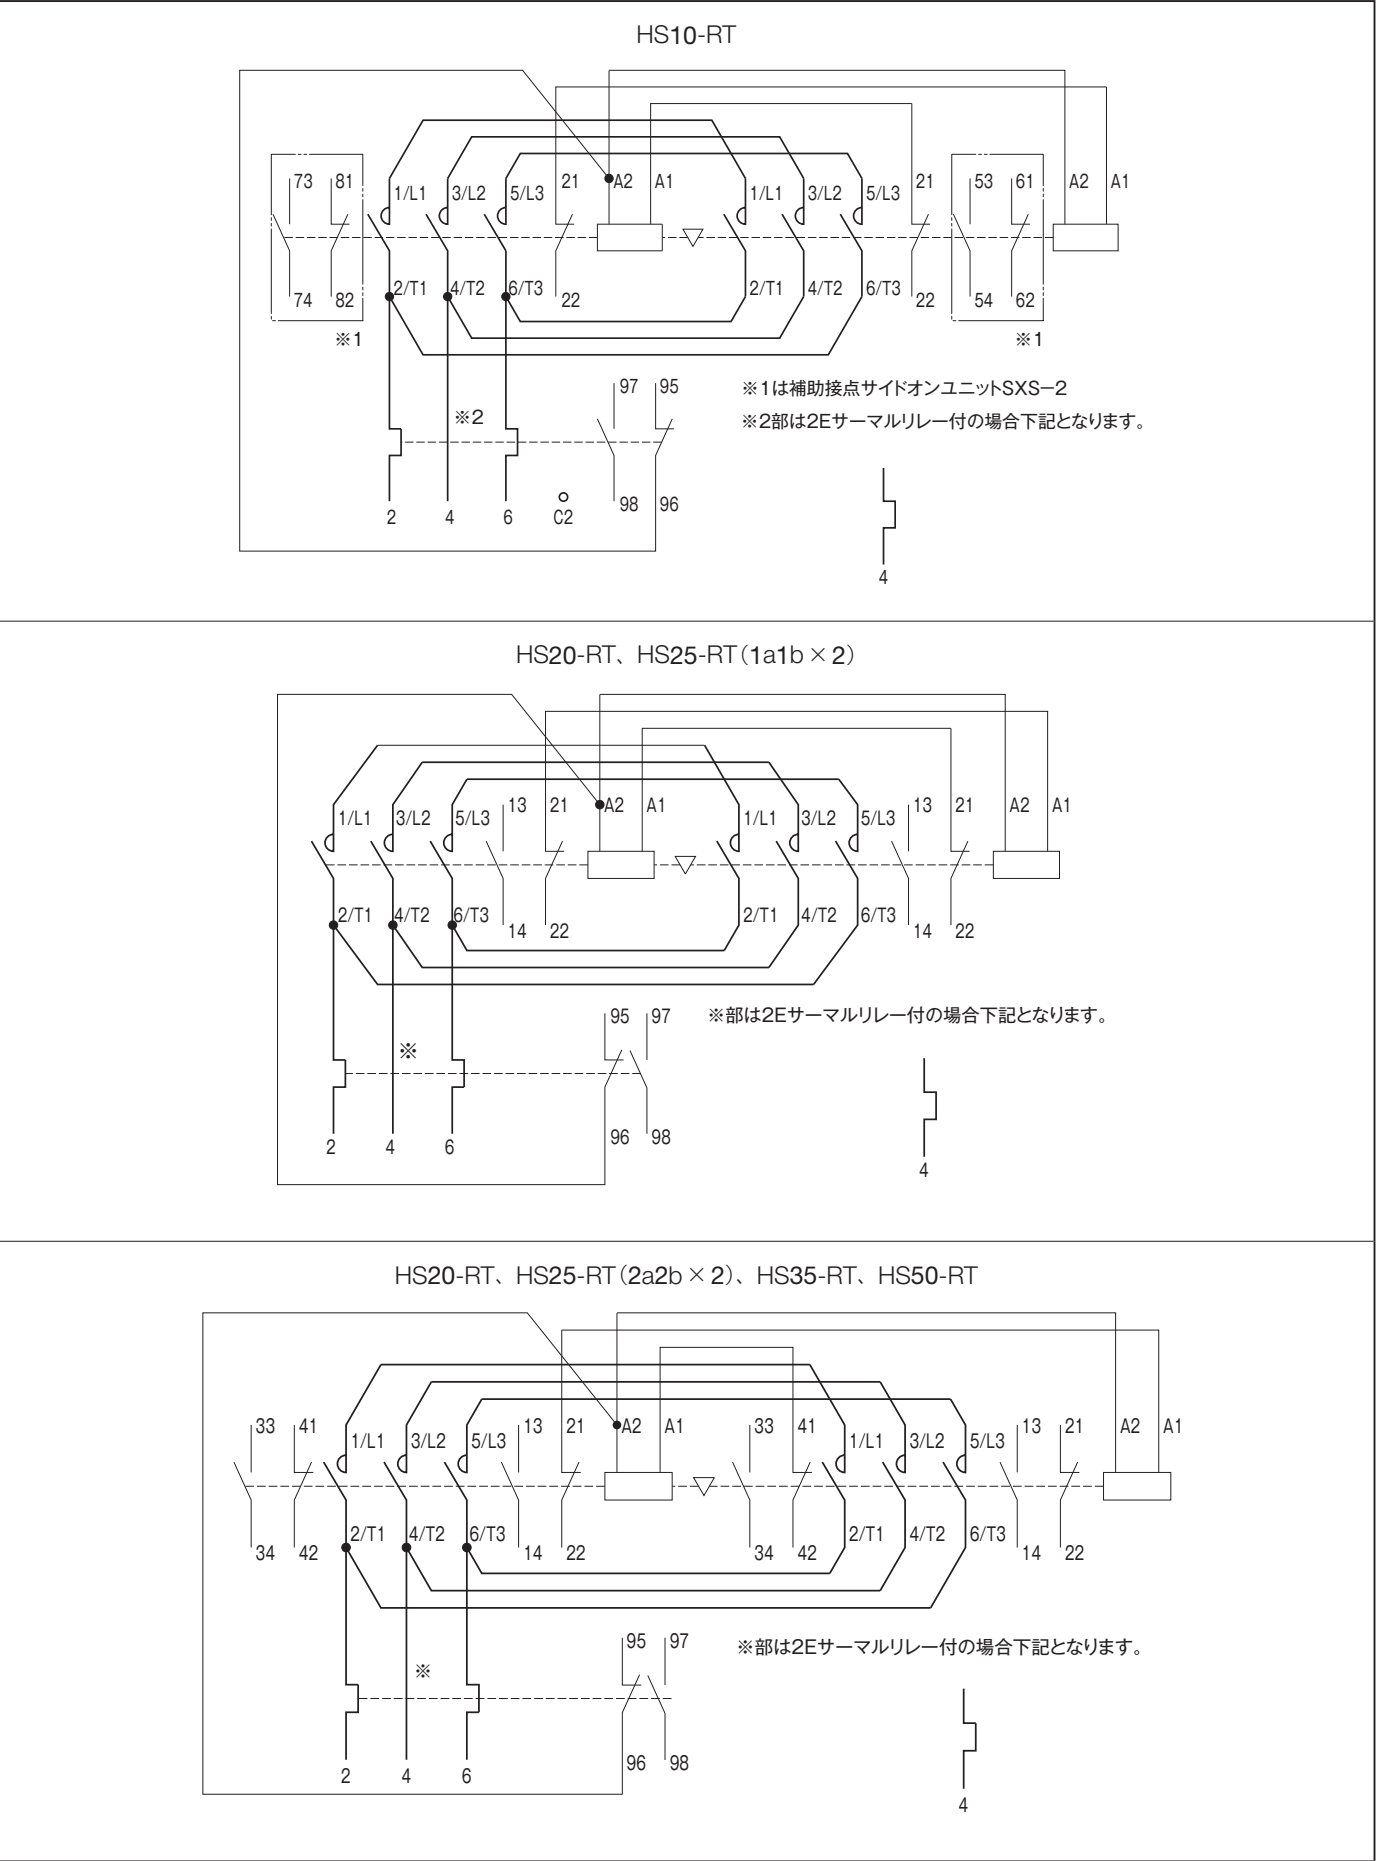 HS10-RT
73 81 1/L1 3/L2 5/L3 21 A2 A1 1/L1 3/L2 5/L3 21 53 61 A2 A1
74 82 2/T1 4/T2 6/T3 22 2/T1 4/T2 6/T3 22 54 62
※1 ※1
97 95
※1は補助接点サイドオンユニットSXS−2
※2
※2部は2Eサーマルリレー付の場合下記となります。
2 4 6 C2 98 96
4
HS20-RT、HS25-RT(1a1b×2)
1/L1 3/L2 5/L3 13 21 A2 A1 1/L1 3/L2 5/L3 13 21 A2 A1
2/T1 4/T2 6/T3 14 22 2/T1 4/T2 6/T3 14 22
95 97
※部は2Eサーマルリレー付の場合下記となります。
※
2 4 6 96 98
4
HS20-RT、HS25-RT(2a2b×2)、HS35-RT、HS50-RT
33 41 1/L1 3/L2 5/L3 13 21 A2 A1 33 41 1/L1 3/L2 5/L3 13 21 A2 A1
34 42 2/T1 4/T2 6/T3 14 22 34 42 2/T1 4/T2 6/T3 14 22
95 97
※部は2Eサーマルリレー付の場合下記となります。
※
2 4 6 96 98
4